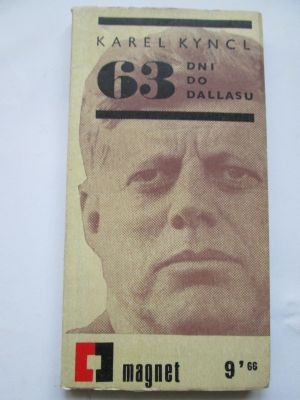 KAREL KYNCL
63 DNI
DO
DALLASU
magnet 9'66